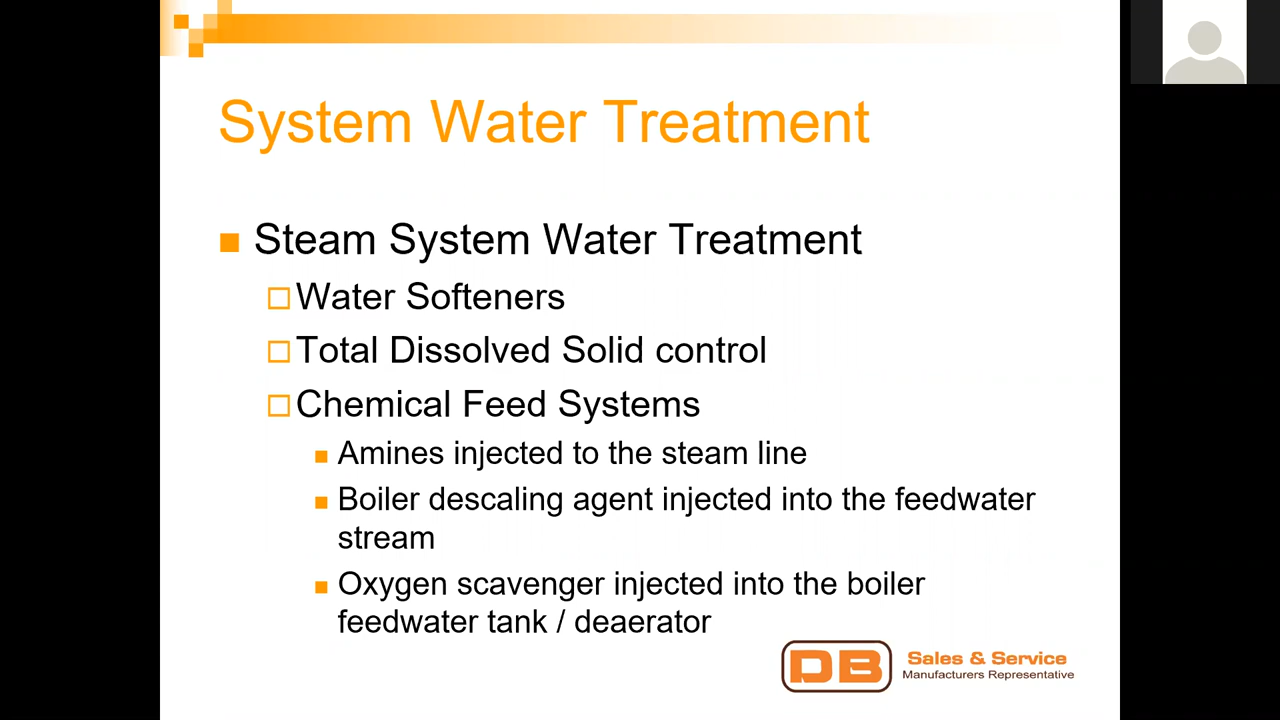 System Water Treatment
Steam System Water Treatment
Water Softeners
Total Dissolved Solid control
Chemical Feed Systems
Amines injected to the steam line
Boiler descaling agent injected into the feedwater
stream
Oxygen scavenger injected into the boiler
feedwater tank / deaerator
DB
Sales & Service
Manufacturers Representative